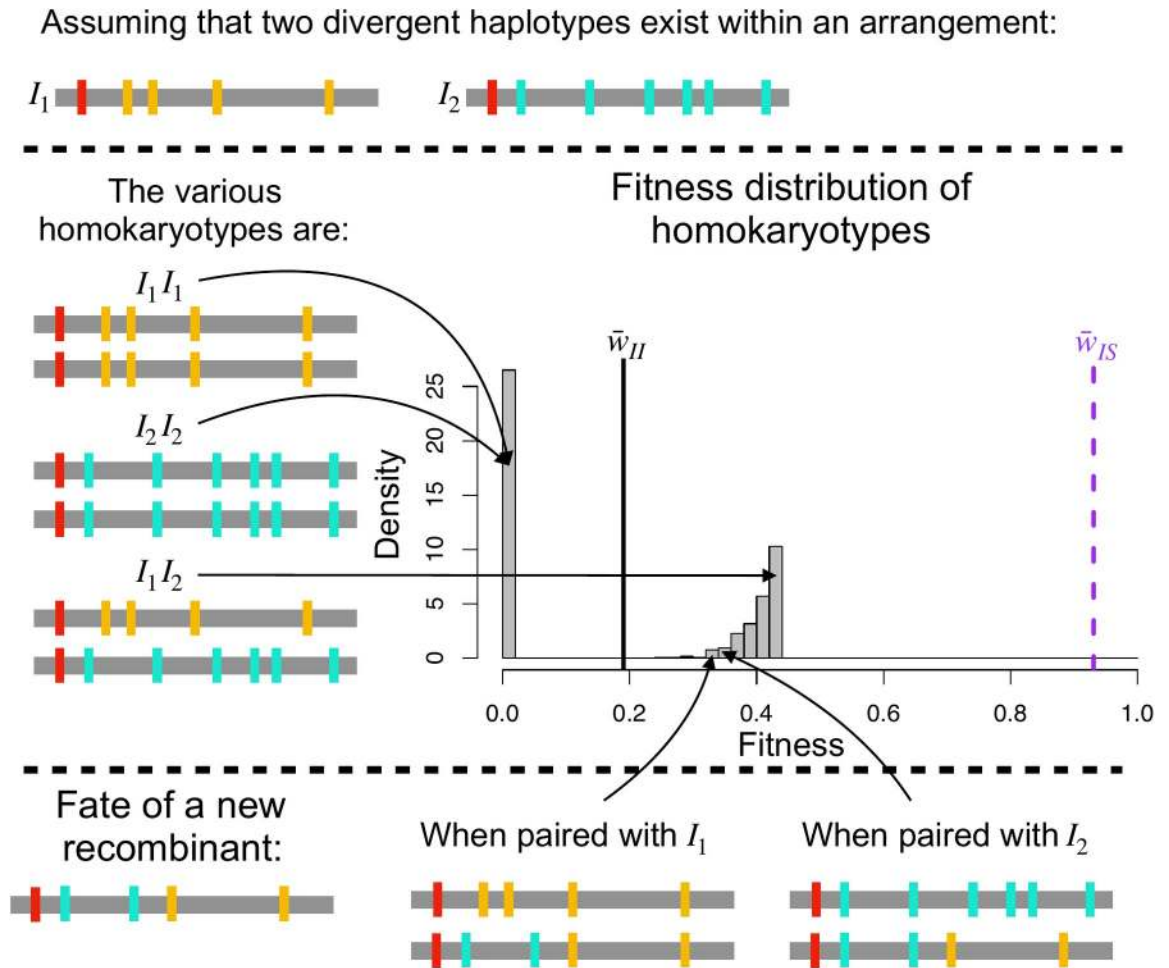 Assuming that two divergent haplotypes exist within an arrangement:
I₁ I₂
The various
homokaryotypes are:
Fitness distribution of
homokaryotypes
I₁I₁
I₂I₂
I₁I₂
w̄_II
w̄_IS
Density
25
20
15
10
5
0
0.0 0.2 0.4 0.6 0.8 1.0
Fitness
Fate of a new
recombinant:
When paired with I₁
When paired with I₂